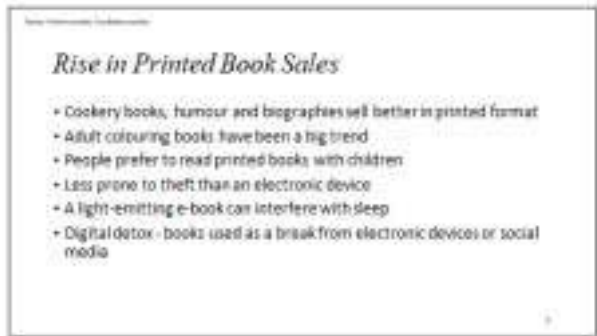 Rise in Printed Book Sales
• Cookery books, humour and biographies sell better in printed format
• Adult colouring books have been a big trend
• People prefer to read printed books with children
• Less prone to theft than an electronic device
• A light-emitting e-book can interfere with sleep
• Digital detox - books used as a break from electronic devices or social
media